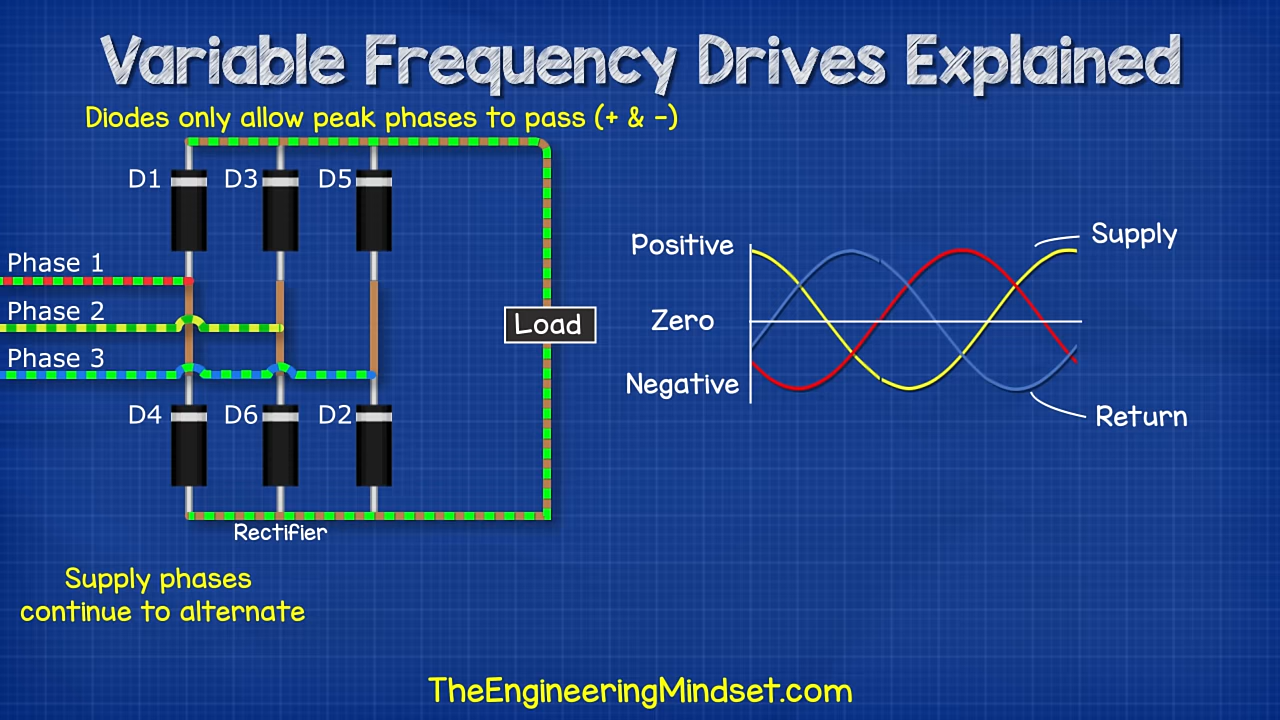 Variable Frequency Drives Explained
Diodes only allow peak phases to pass (+ & -)
D1 D3 D5
Phase 1
Phase 2
Phase 3
D4 D6 D2
Rectifier
Load
Positive
Zero
Negative
Supply
Return
Supply phases
continue to alternate
TheEngineeringMindset.com